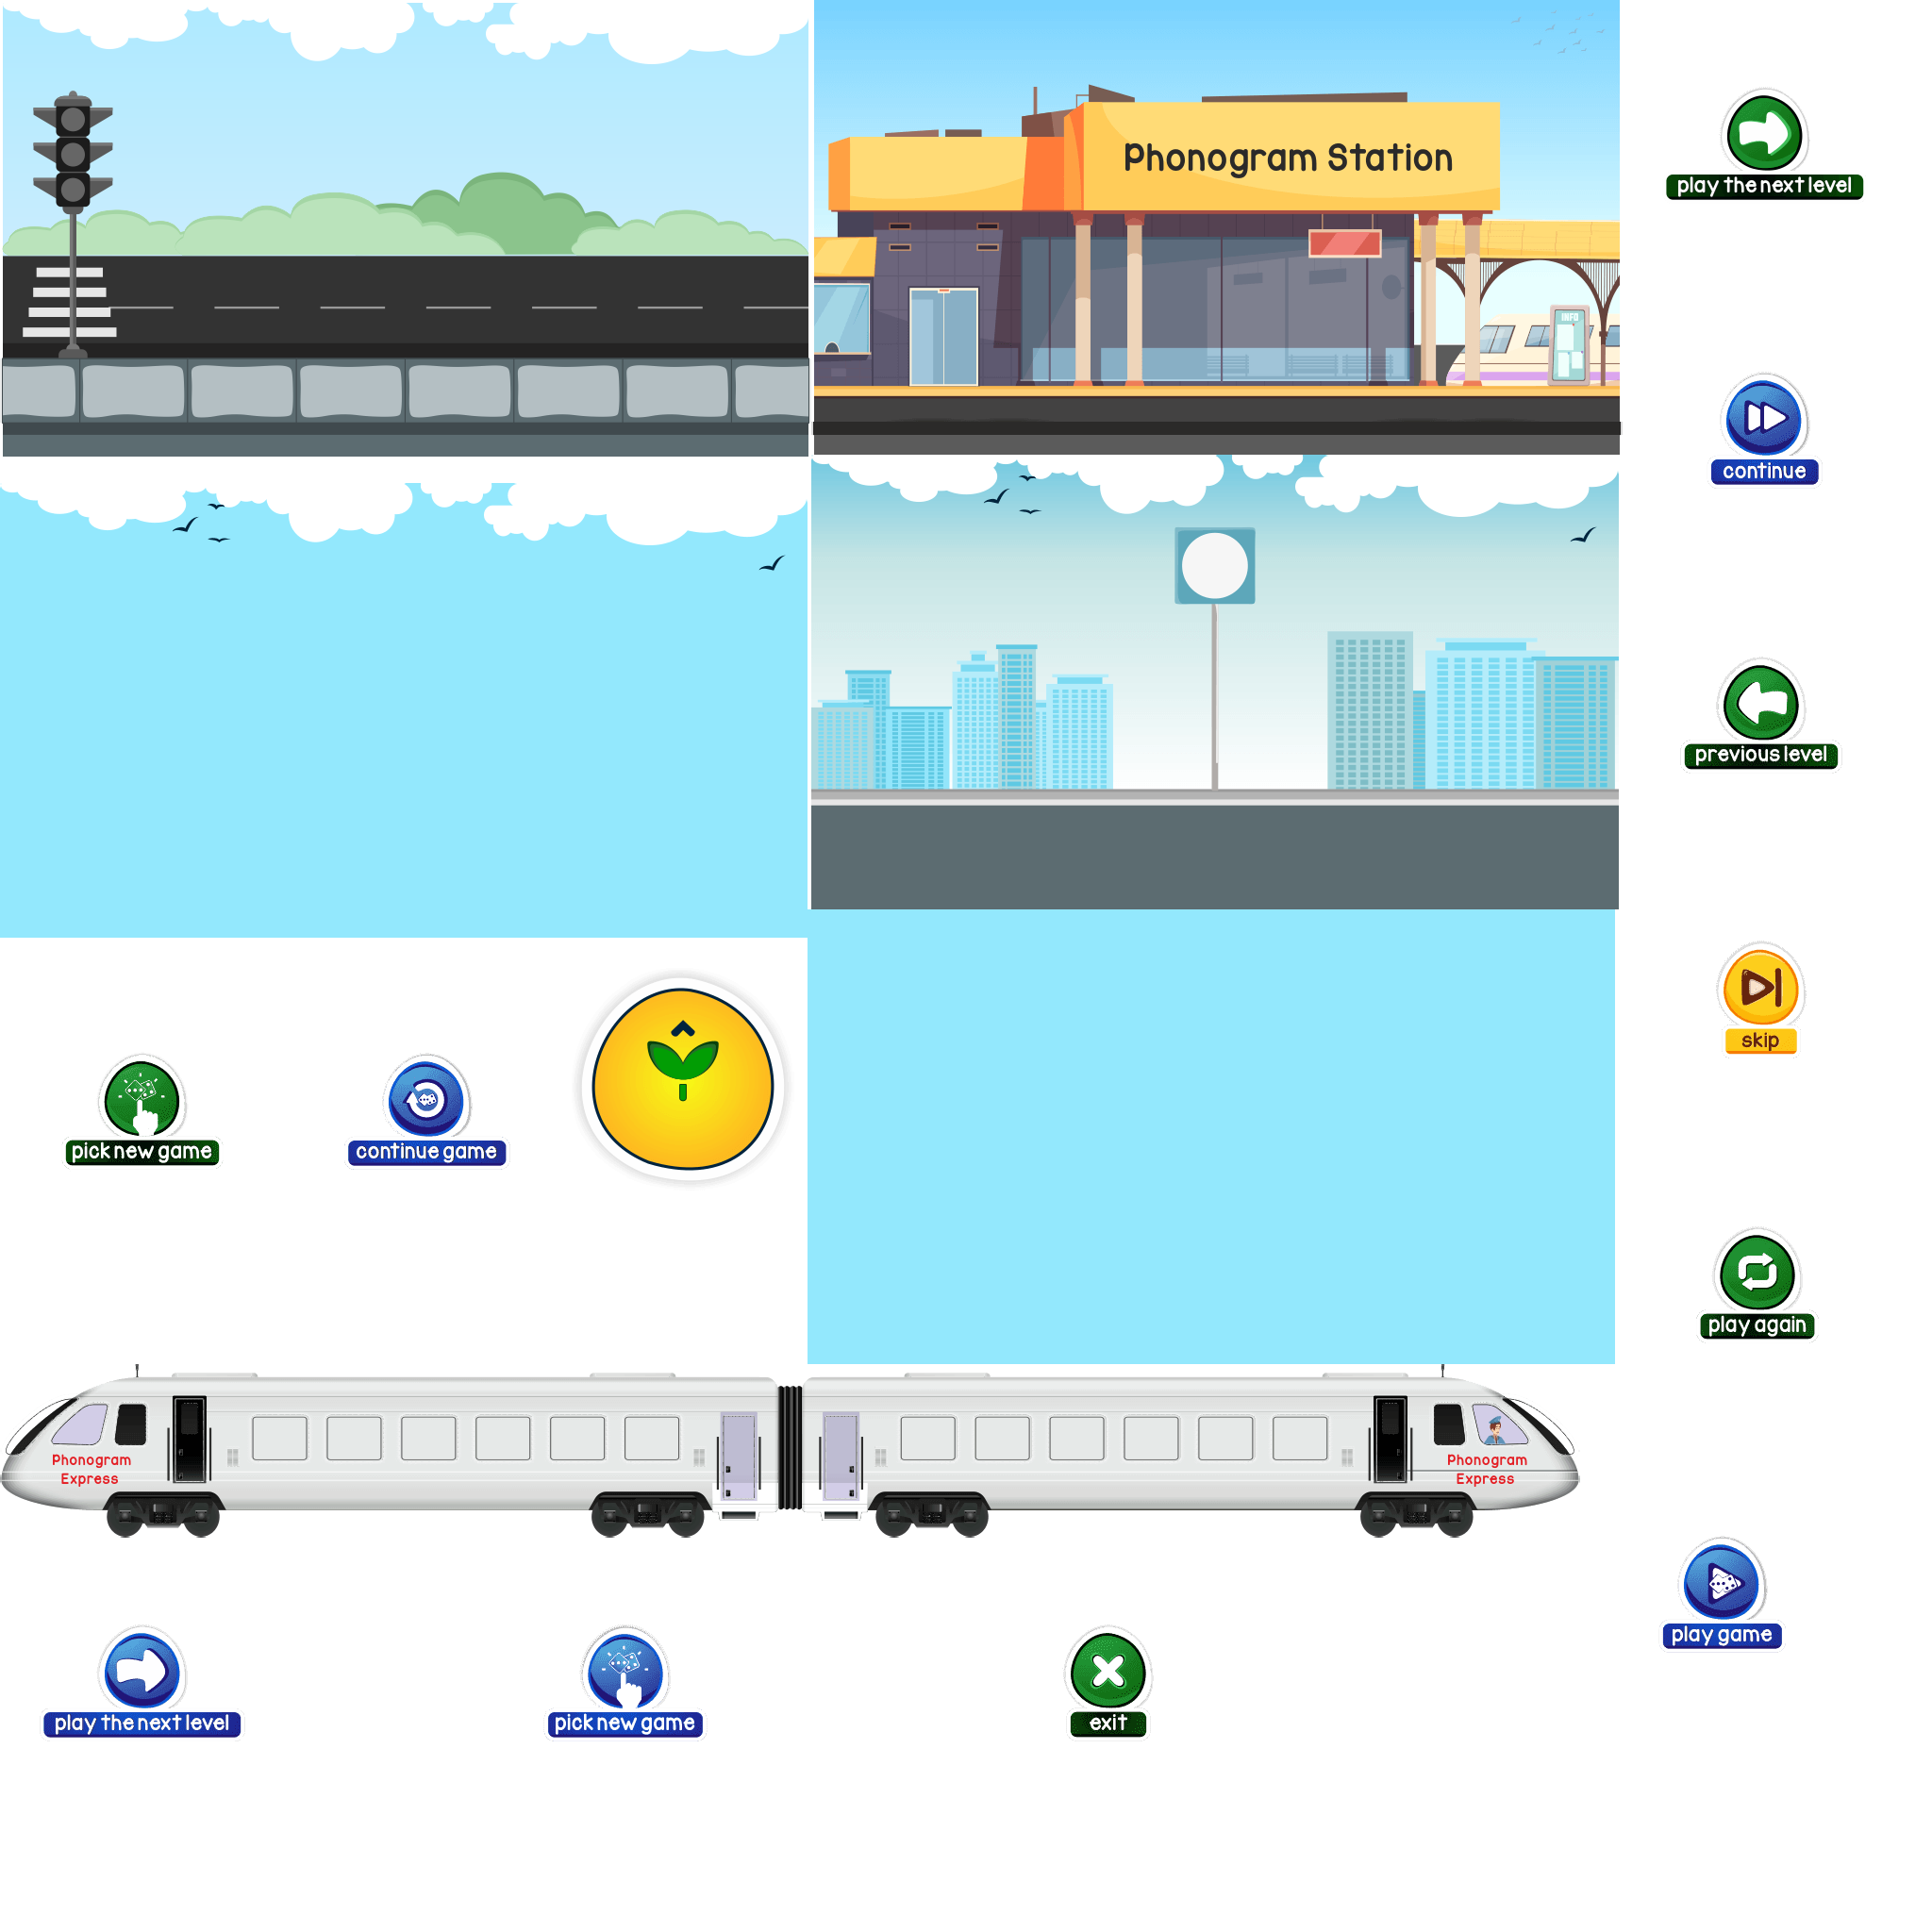 Phonogram Station
INFO
play the next level
continue
previous level
skip
pick new game
continue game
play again
Phonogram
Express
Phonogram
Express
play game
play the next level
pick new game
exit